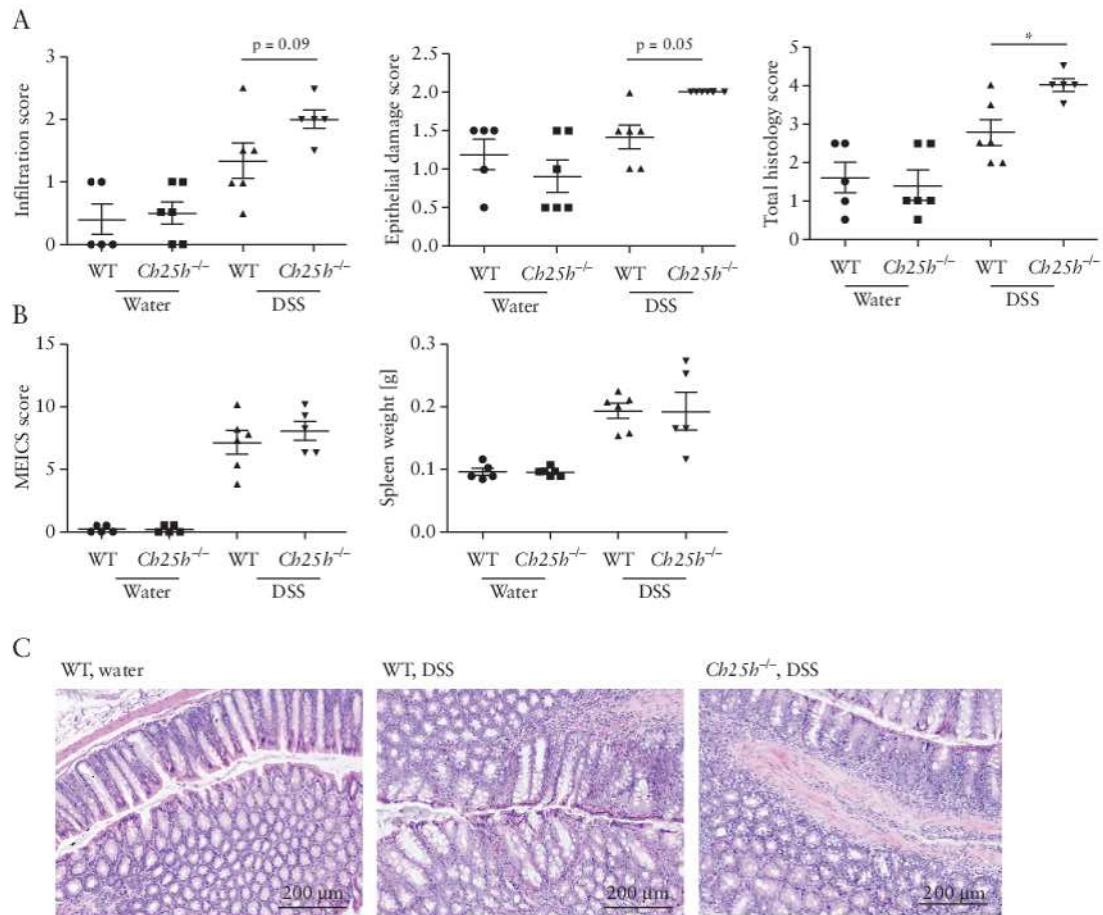 A
p = 0.09
Infiltration score
3
2
1
0
WT Ch25h−/− WT Ch25h−/−
Water DSS
p = 0.05
Epithelial damage score
2.5
2.0
1.5
1.0
0.5
0.0
WT Ch25h−/− WT Ch25h−/−
Water DSS
*
Total histology score
5
4
3
2
1
0
WT Ch25h−/− WT Ch25h−/−
Water DSS
B
MEICS score
15
10
5
0
WT Ch25h−/− WT Ch25h−/−
Water DSS
Spleen weight [g]
0.3
0.2
0.1
0.0
WT Ch25h−/− WT Ch25h−/−
Water DSS
C
WT, water WT, DSS Ch25h−/−, DSS
200 µm 200 µm 200 µm